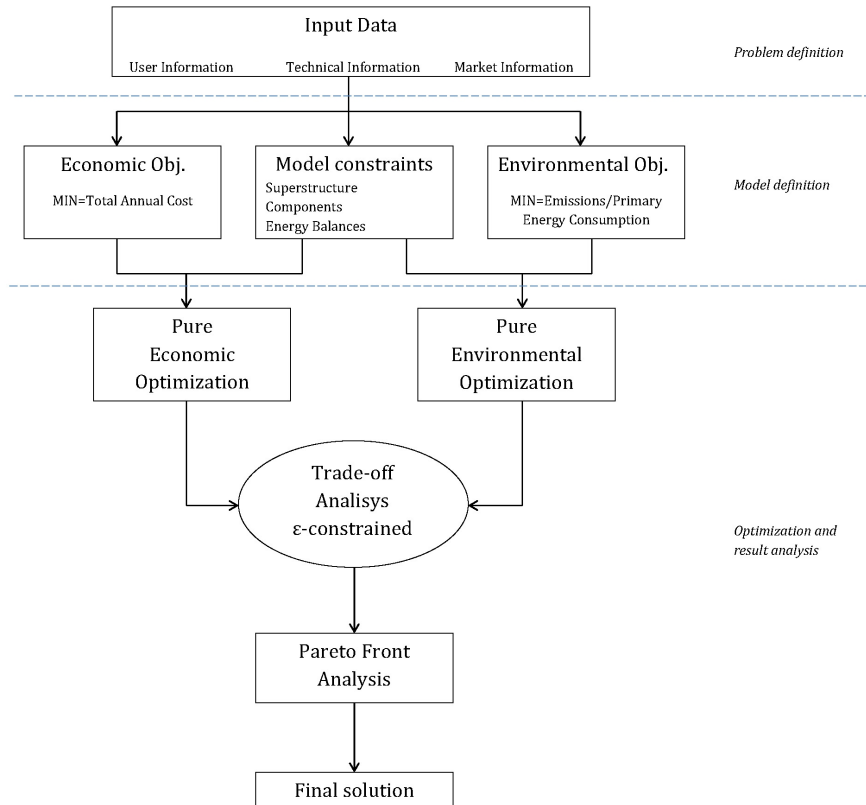 Input Data
User Information Technical Information Market Information
Problem definition
Economic Obj.
MIN=Total Annual Cost
Model constraints
Superstructure
Components
Energy Balances
Environmental Obj.
MIN=Emissions/Primary
Energy Consumption
Model definition
Pure
Economic
Optimization
Pure
Environmental
Optimization
Trade-off
Analisys
ε-constrained
Optimization and
result analysis
Pareto Front
Analysis
Final solution